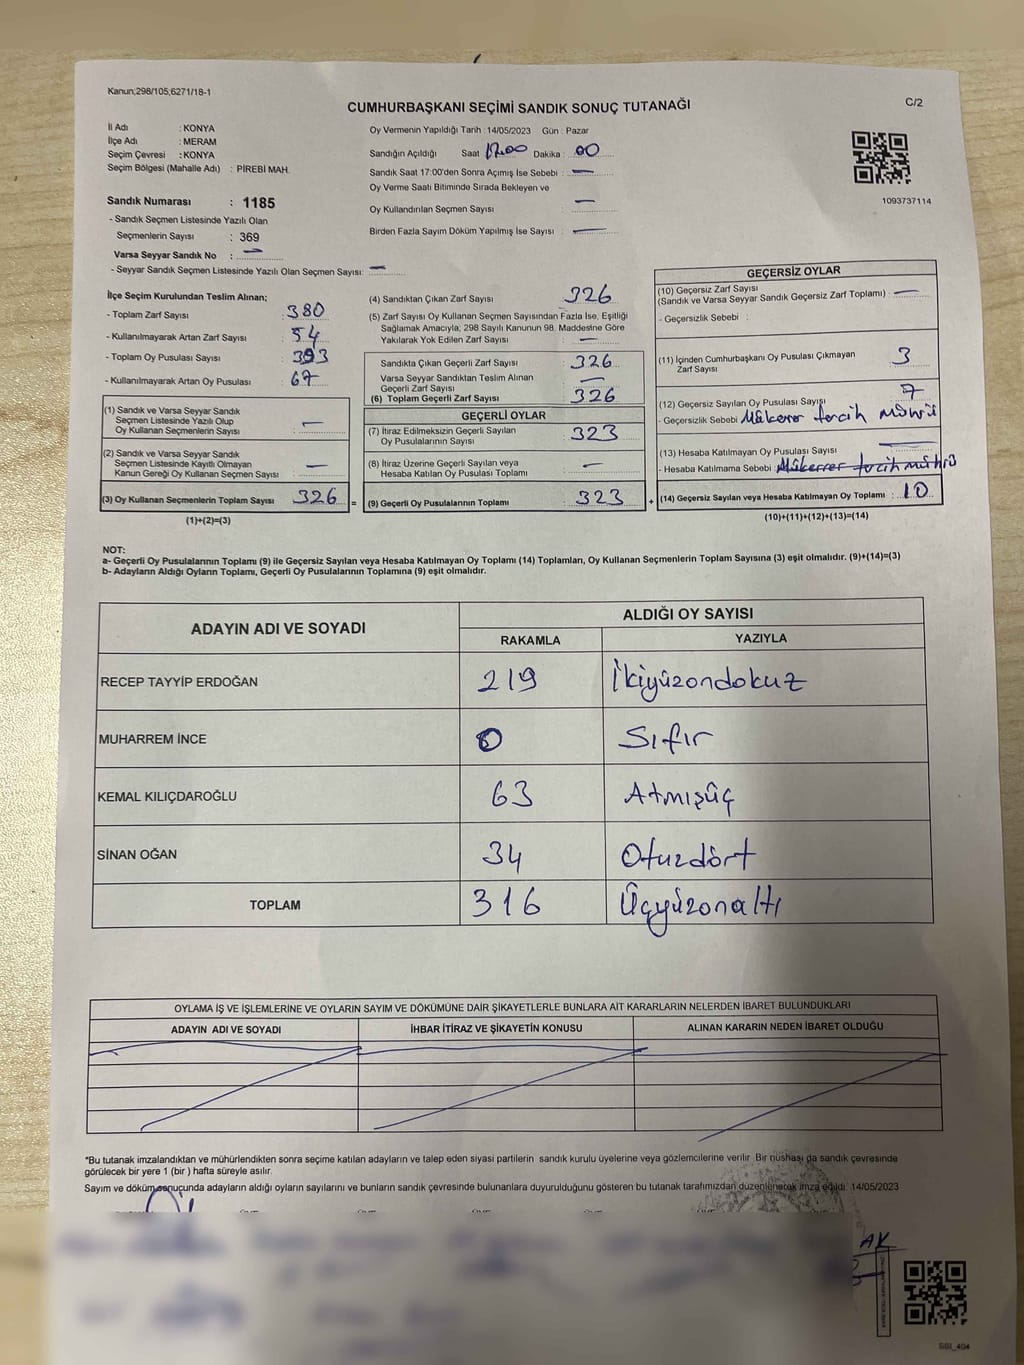 Kanun;298/105,6271/18-1
CUMHURBAŞKANI SEÇİMİ SANDIK SONUÇ TUTANAĞI
C/2
İl Adı : KONYA
İlçe Adı : MERAM
Seçim Çevresi : KONYA
Seçim Bölgesi (Mahalle Adı) : PİREBİ MAH.
Sandık Numarası : 1185
- Sandık Seçmen Listesinde Yazılı Olan
Seçmenlerin Sayısı : 369
Varsa Seyyar Sandık No : —
- Seyyar Sandık Seçmen Listesinde Yazılı Olan Seçmen Sayısı: —
Oy Vermenin Yapıldığı Tarih : 14/05/2023 Gün : Pazar
Sandığın Açıldığı Saat 17.00 Dakika : 00
Sandık Saat 17:00'den Sonra Açımış İse Sebebi : —
Oy Verme Saati Bitiminde Sırada Bekleyen ve
Oy Kullandırılan Seçmen Sayısı : —
Birden Fazla Sayım Döküm Yapılmış İse Sayısı : —
1093737114
İlçe Seçim Kurulundan Teslim Alınan;
- Toplam Zarf Sayısı : 380
- Kullanılmayarak Artan Zarf Sayısı : 54
- Toplam Oy Pusulası Sayısı : 393
- Kullanılmayarak Artan Oy Pusulası : 67
(1) Sandık ve Varsa Seyyar Sandık
Seçmen Listesinde Yazılı Olup
Oy Kullanan Seçmenlerin Sayısı : —
(2) Sandık ve Varsa Seyyar Sandık
Seçmen Listesinde Kayıtlı Olmayan
Kanun Gereği Oy Kullanan Seçmen Sayısı : —
(3) Oy Kullanan Seçmenlerin Toplam Sayısı : 326 =
(1)+(2)=(3)
(4) Sandıktan Çıkan Zarf Sayısı : 326
(5) Zarf Sayısı Oy Kullanan Seçmen Sayısından Fazla İse, Eşitliği
Sağlamak Amacıyla; 298 Sayılı Kanunun 98. Maddesine Göre
Yakılarak Yok Edilen Zarf Sayısı : —
Sandıkta Çıkan Geçerli Zarf Sayısı : 326
Varsa Seyyar Sandıktan Teslim Alınan
Geçerli Zarf Sayısı : —
(6) Toplam Geçerli Zarf Sayısı : 326
GEÇERLİ OYLAR
(7) İtiraz Edilmeksizin Geçerli Sayılan
Oy Pusulalarının Sayısı : 323
(8) İtiraz Üzerine Geçerli Sayılan veya
Hesaba Katılan Oy Pusulası Toplamı : —
(9) Geçerli Oy Pusulalarının Toplamı : 323 +
GEÇERSİZ OYLAR
(10) Geçersiz Zarf Sayısı
(Sandık ve Varsa Seyyar Sandık Geçersiz Zarf Toplamı) : —
- Geçersizlik Sebebi :
(11) İçinden Cumhurbaşkanı Oy Pusulası Çıkmayan
Zarf Sayısı : 3
(12) Geçersiz Sayılan Oy Pusulası Sayısı : 7
- Geçersizlik Sebebi : Mükerrer tercih mührü
(13) Hesaba Katılmayan Oy Pusulası Sayısı : —
- Hesaba Katılmama Sebebi : Mükerrer tercih mührü
(14) Geçersiz Sayılan veya Hesaba Katılmayan Oy Toplamı : 10
(10)+(11)+(12)+(13)=(14)
NOT:
a- Geçerli Oy Pusulalarının Toplamı (9) ile Geçersiz Sayılan veya Hesaba Katılmayan Oy Toplamı (14) Toplamları, Oy Kullanan Seçmenlerin Toplam Sayısına (3) eşit olmalıdır. (9)+(14)=(3)
b- Adayların Aldığı Oyların Toplamı, Geçerli Oy Pusulalarının Toplamına (9) eşit olmalıdır.
ADAYIN ADI VE SOYADI ALDIĞI OY SAYISI
RAKAMLA YAZIYLA
RECEP TAYYİP ERDOĞAN 219 İkiyüzondokuz
MUHARREM İNCE 0 Sıfır
KEMAL KILIÇDAROĞLU 63 Atmışüç
SİNAN OĞAN 34 Otuzdört
TOPLAM 316 Üçyüzonaltı
OYLAMA İŞ VE İŞLEMLERİNE VE OYLARIN SAYIM VE DÖKÜMÜNE DAİR ŞİKAYETLERLE BUNLARA AİT KARARLARIN NELERDEN İBARET BULUNDUKLARI
ADAYIN ADI VE SOYADI İHBAR İTİRAZ VE ŞİKAYETİN KONUSU ALINAN KARARIN NEDEN İBARET OLDUĞU
*Bu tutanak imzalandıktan ve mühürlendikten sonra seçime katılan adayların ve talep eden siyasi partilerin sandık kurulu üyelerine veya gözlemcilerine verilir. Bir nüshası da sandık çevresinde
görülecek bir yere 1 (bir ) hafta süreyle asılır.
Sayım ve döküm sonucunda adayların aldığı oyların sayılarını ve bunların sandık çevresinde bulunanlara duyurulduğunu gösteren bu tutanak tarafımızdan düzenlenerek imza edildi. 14/05/2023
AK
SBI_404